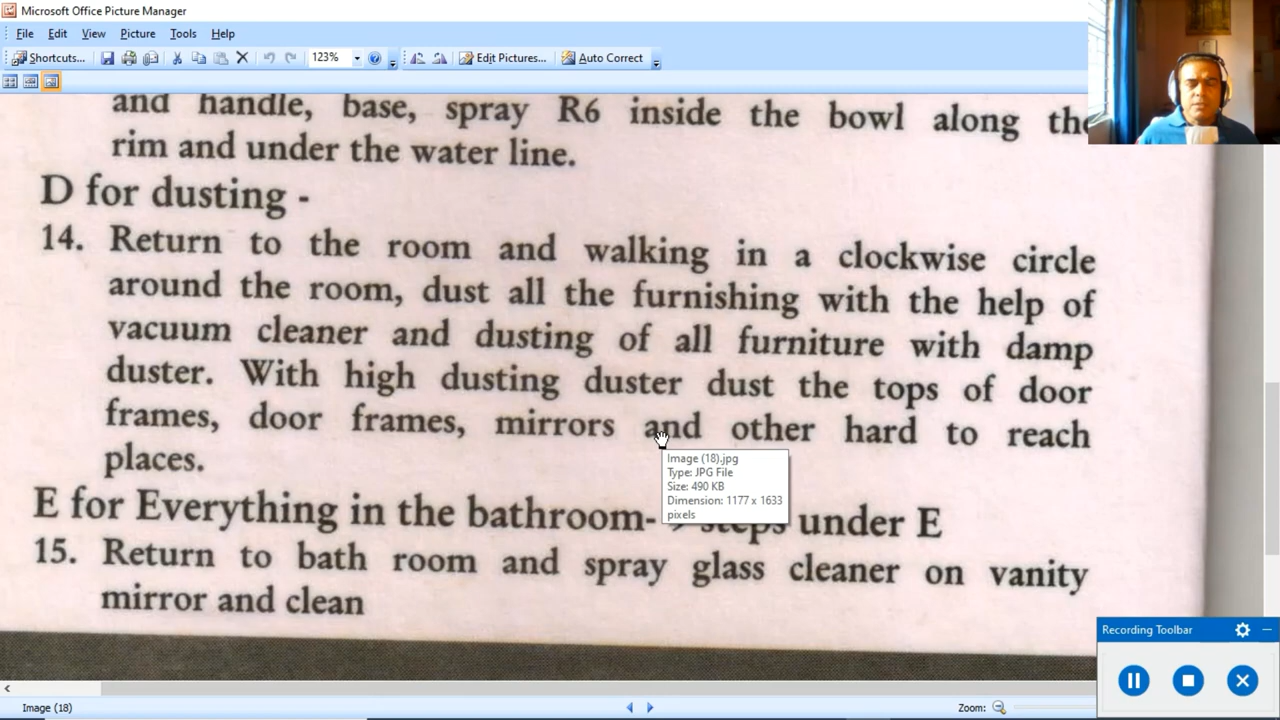 Microsoft Office Picture Manager
File Edit View Picture Tools Help
Shortcuts... 123% Edit Pictures... Auto Correct
and handle, base, spray R6 inside the bowl along the
rim and under the water line.
D for dusting -
14. Return to the room and walking in a clockwise circle
around the room, dust all the furnishing with the help of
vacuum cleaner and dusting of all furniture with damp
duster. With high dusting duster dust the tops of door
frames, door frames, mirrors and other hard to reach
places.
Image (18).jpg
Type: JPG File
Size: 490 KB
Dimension: 1177 x 1633
pixels
E for Everything in the bathroom- steps under E
15. Return to bath room and spray glass cleaner on vanity
mirror and clean
Recording Toolbar
Image (18)
Zoom: